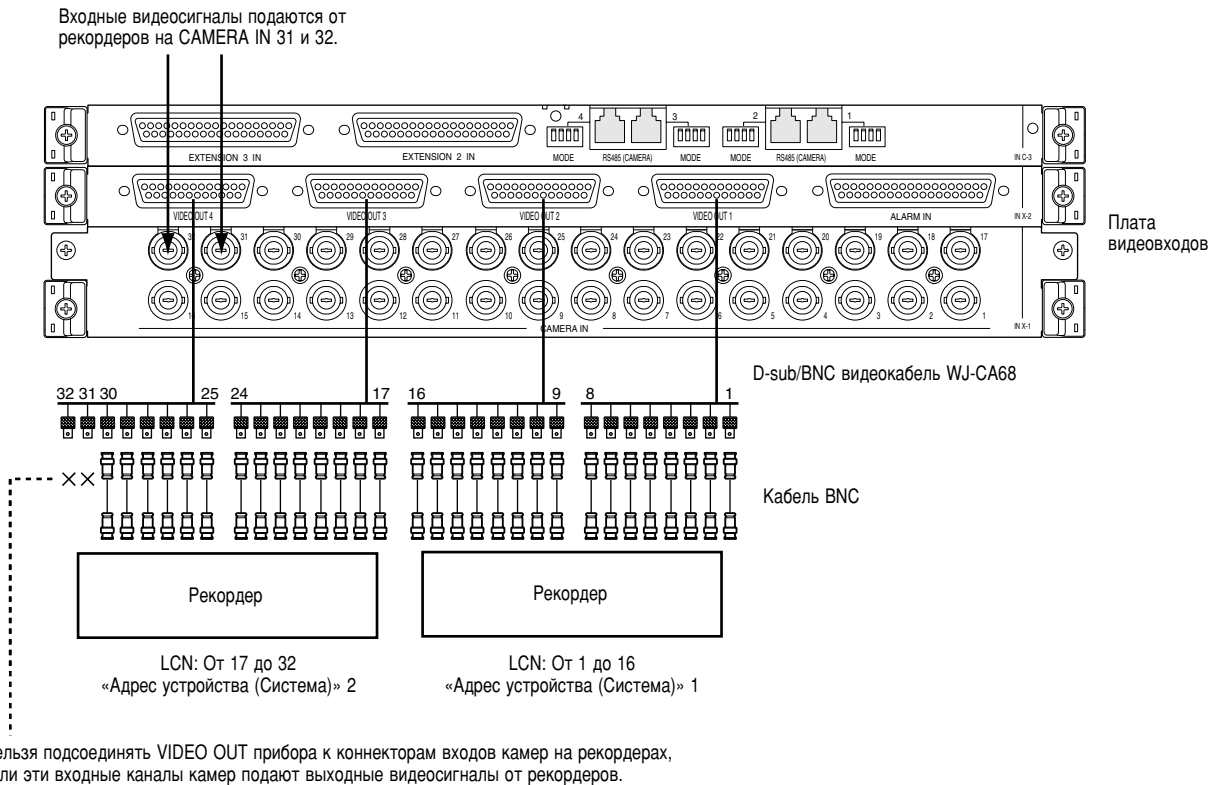 Входные видеосигналы подаются от
рекордеров на CAMERA IN 31 и 32.
4 3 2 1
EXTENSION 3 IN EXTENSION 2 IN MODE RS485 (CAMERA) MODE MODE RS485 (CAMERA) MODE IN C-3
VIDEO OUT 4 VIDEO OUT 3 VIDEO OUT 2 VIDEO OUT 1 ALARM IN IN X-2
Плата
видеовходов
31 30 29 28 27 26 25 24 23 22 21 20 19 18 17
16 15 14 13 12 11 10 9 8 7 6 5 4 3 2 1
CAMERA IN IN X-1
D-sub/BNC видеокабель WJ-CA68
32 31 30 25 24 17 16 9 8 1
Кабель BNC
Рекордер Рекордер
LCN: От 17 до 32 LCN: От 1 до 16
«Адрес устройства (Система)» 2 «Адрес устройства (Система)» 1
ельзя подсоединять VIDEO OUT прибора к коннекторам входов камер на рекордерах,
ли эти входные каналы камер подают выходные видеосигналы от рекордеров.